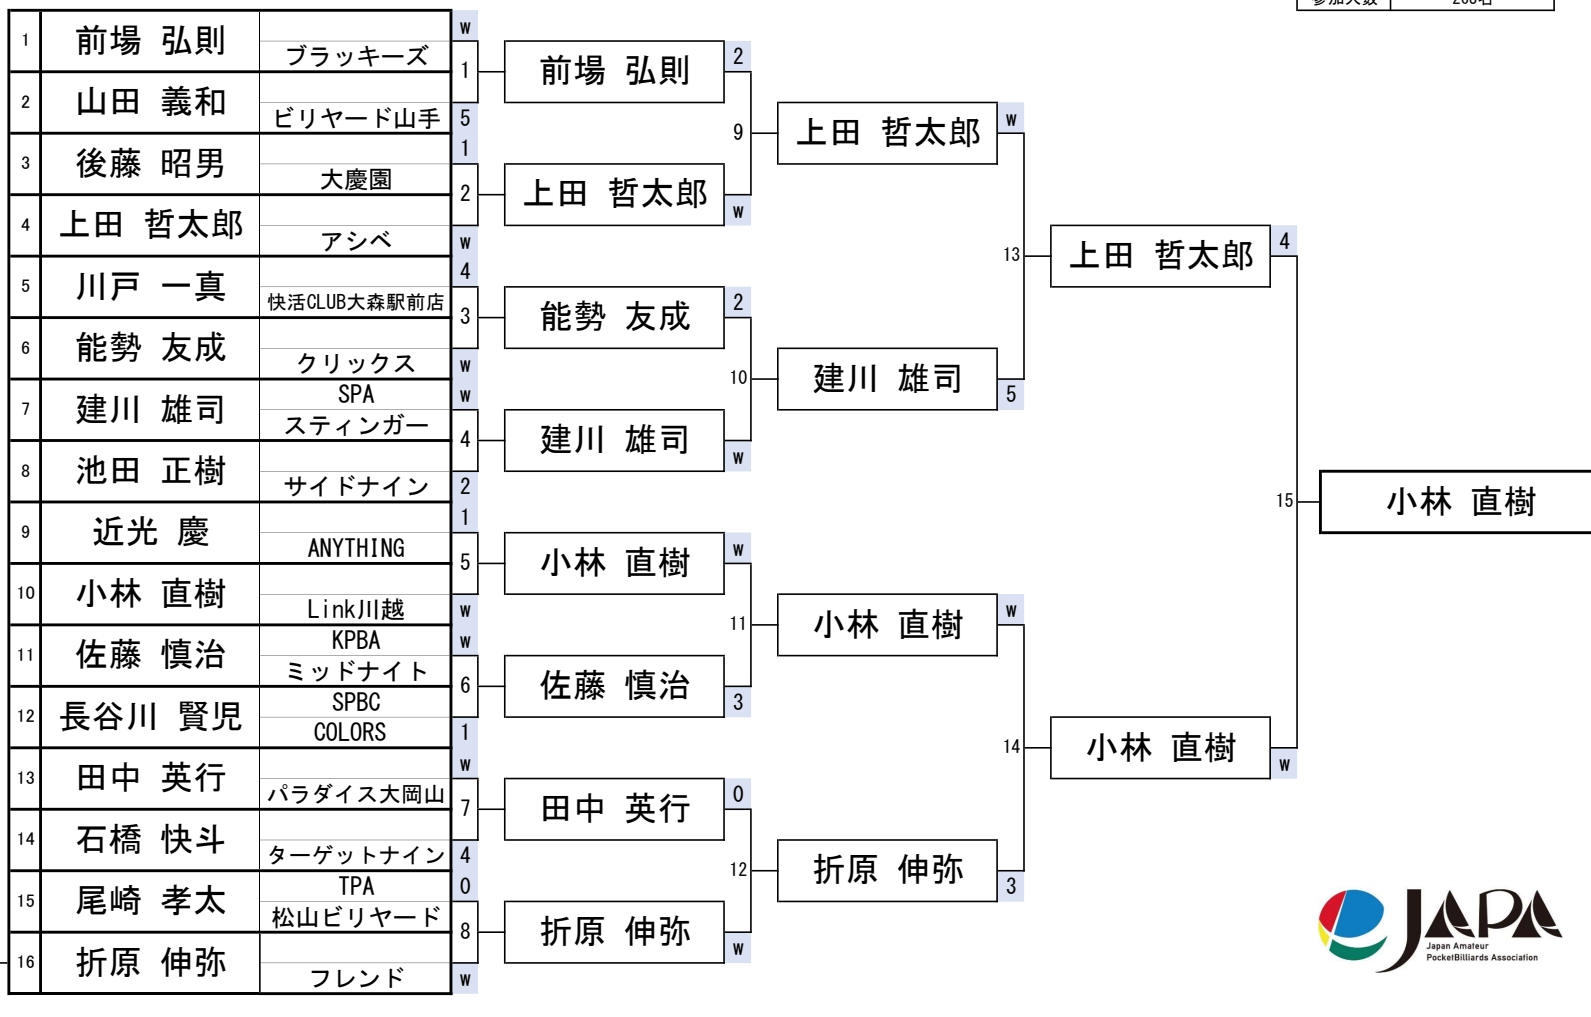 1 前場 弘則 ブラッキーズ W
2 山田 義和 ビリヤード山手 5
1
3 後藤 昭男 大慶園 1
4 上田 哲太郎 アシベ W
2
5 川戸 一真 快活CLUB大森駅前店 4
6 能勢 友成 クリックス W
3
7 建川 雄司 SPA スティンガー W
8 池田 正樹 サイドナイン 2
4
9 近光 慶 ANYTHING 1
10 小林 直樹 Link川越 W
5
11 佐藤 慎治 KPBA ミッドナイト W
12 長谷川 賢児 SPBC COLORS 1
6
13 田中 英行 パラダイス大岡山 W
14 石橋 快斗 ターゲットナイン 4
7
15 尾崎 孝太 TPA 松山ビリヤード 0
16 折原 伸弥 フレンド W
8
前場 弘則 2
9
上田 哲太郎 W
能勢 友成 2
10
建川 雄司 W
小林 直樹 W
11
佐藤 慎治 3
田中 英行 0
12
折原 伸弥 W
上田 哲太郎 W
13
建川 雄司 5
小林 直樹 W
14
折原 伸弥 3
上田 哲太郎 4
15
小林 直樹 W
小林 直樹
JAPA
Japan Amateur
PocketBilliards Association